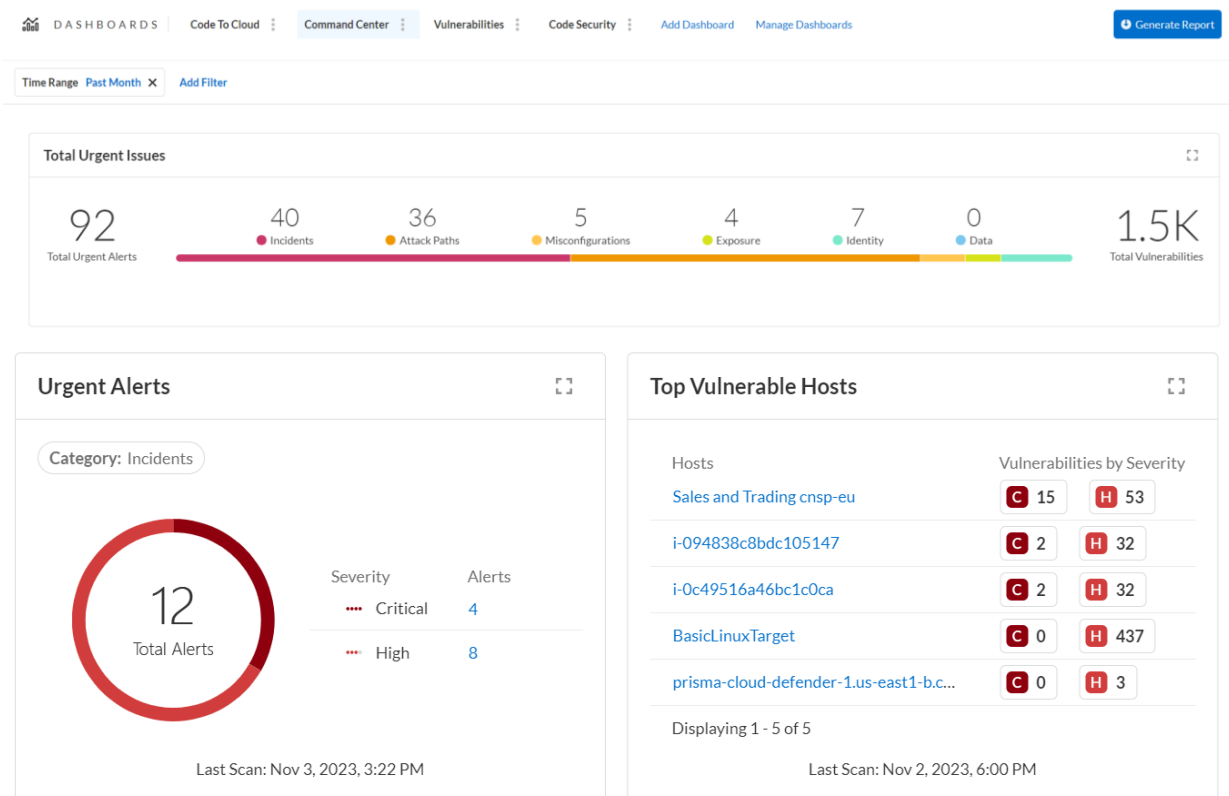 DASHBOARDS Code To Cloud Command Center Vulnerabilities Code Security Add Dashboard Manage Dashboards Generate Report
Time Range Past Month X Add Filter
Total Urgent Issues
92 40 36 5 4 7 0 1.5K
Total Urgent Alerts Incidents Attack Paths Misconfigurations Exposure Identity Data Total Vulnerabilities
Urgent Alerts
Category: Incidents
12
Total Alerts
Severity Alerts
Critical 4
High 8
Last Scan: Nov 3, 2023, 3:22 PM
Top Vulnerable Hosts
Hosts Vulnerabilities by Severity
Sales and Trading cnsp-eu C 15 H 53
i-094838c8bdc105147 C 2 H 32
i-0c49516a46bc1c0ca C 2 H 32
BasicLinuxTarget C 0 H 437
prisma-cloud-defender-1.us-east1-b.c... C 0 H 3
Displaying 1 - 5 of 5
Last Scan: Nov 2, 2023, 6:00 PM